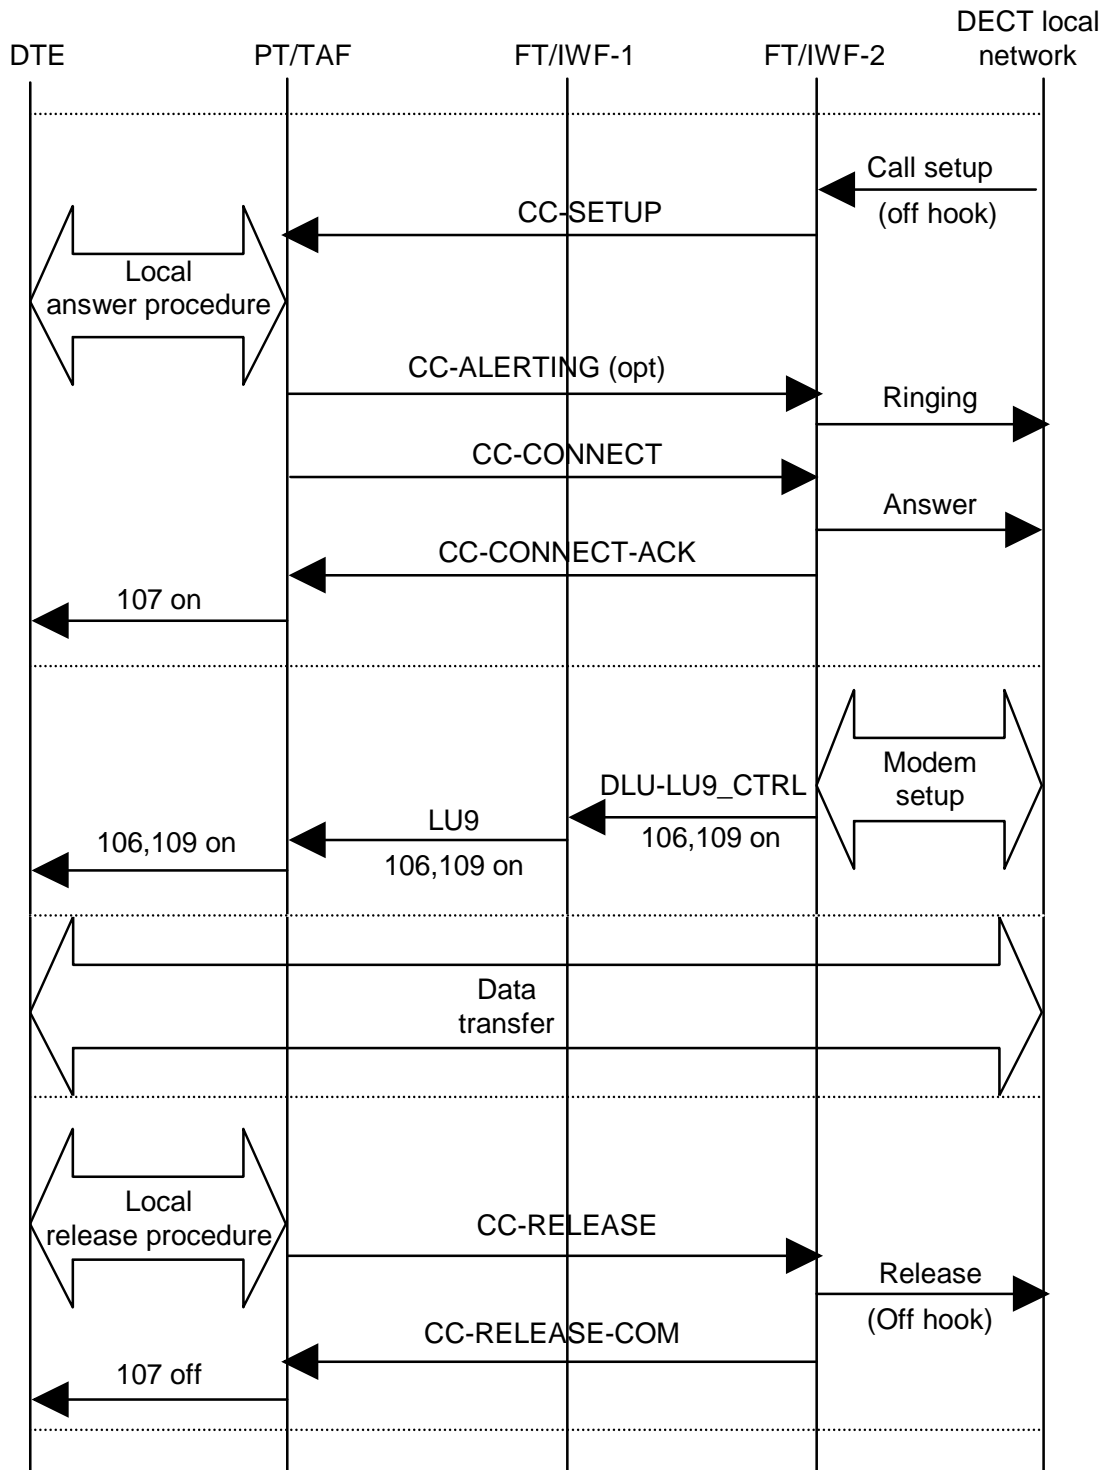 DECT local
network
DTE
PT/TAF
FT/IWF-1
FT/IWF-2
Call setup
(off hook)
CC-SETUP
Local
answer procedure
CC-ALERTING (opt)
Ringing
CC-CONNECT
Answer
CC-CONNECT-ACK
107 on
Modem
setup
DLU-LU9_CTRL
106,109 on
LU9
106,109 on
106,109 on
Data
transfer
Local
release procedure
CC-RELEASE
Release
(Off hook)
CC-RELEASE-COM
107 off